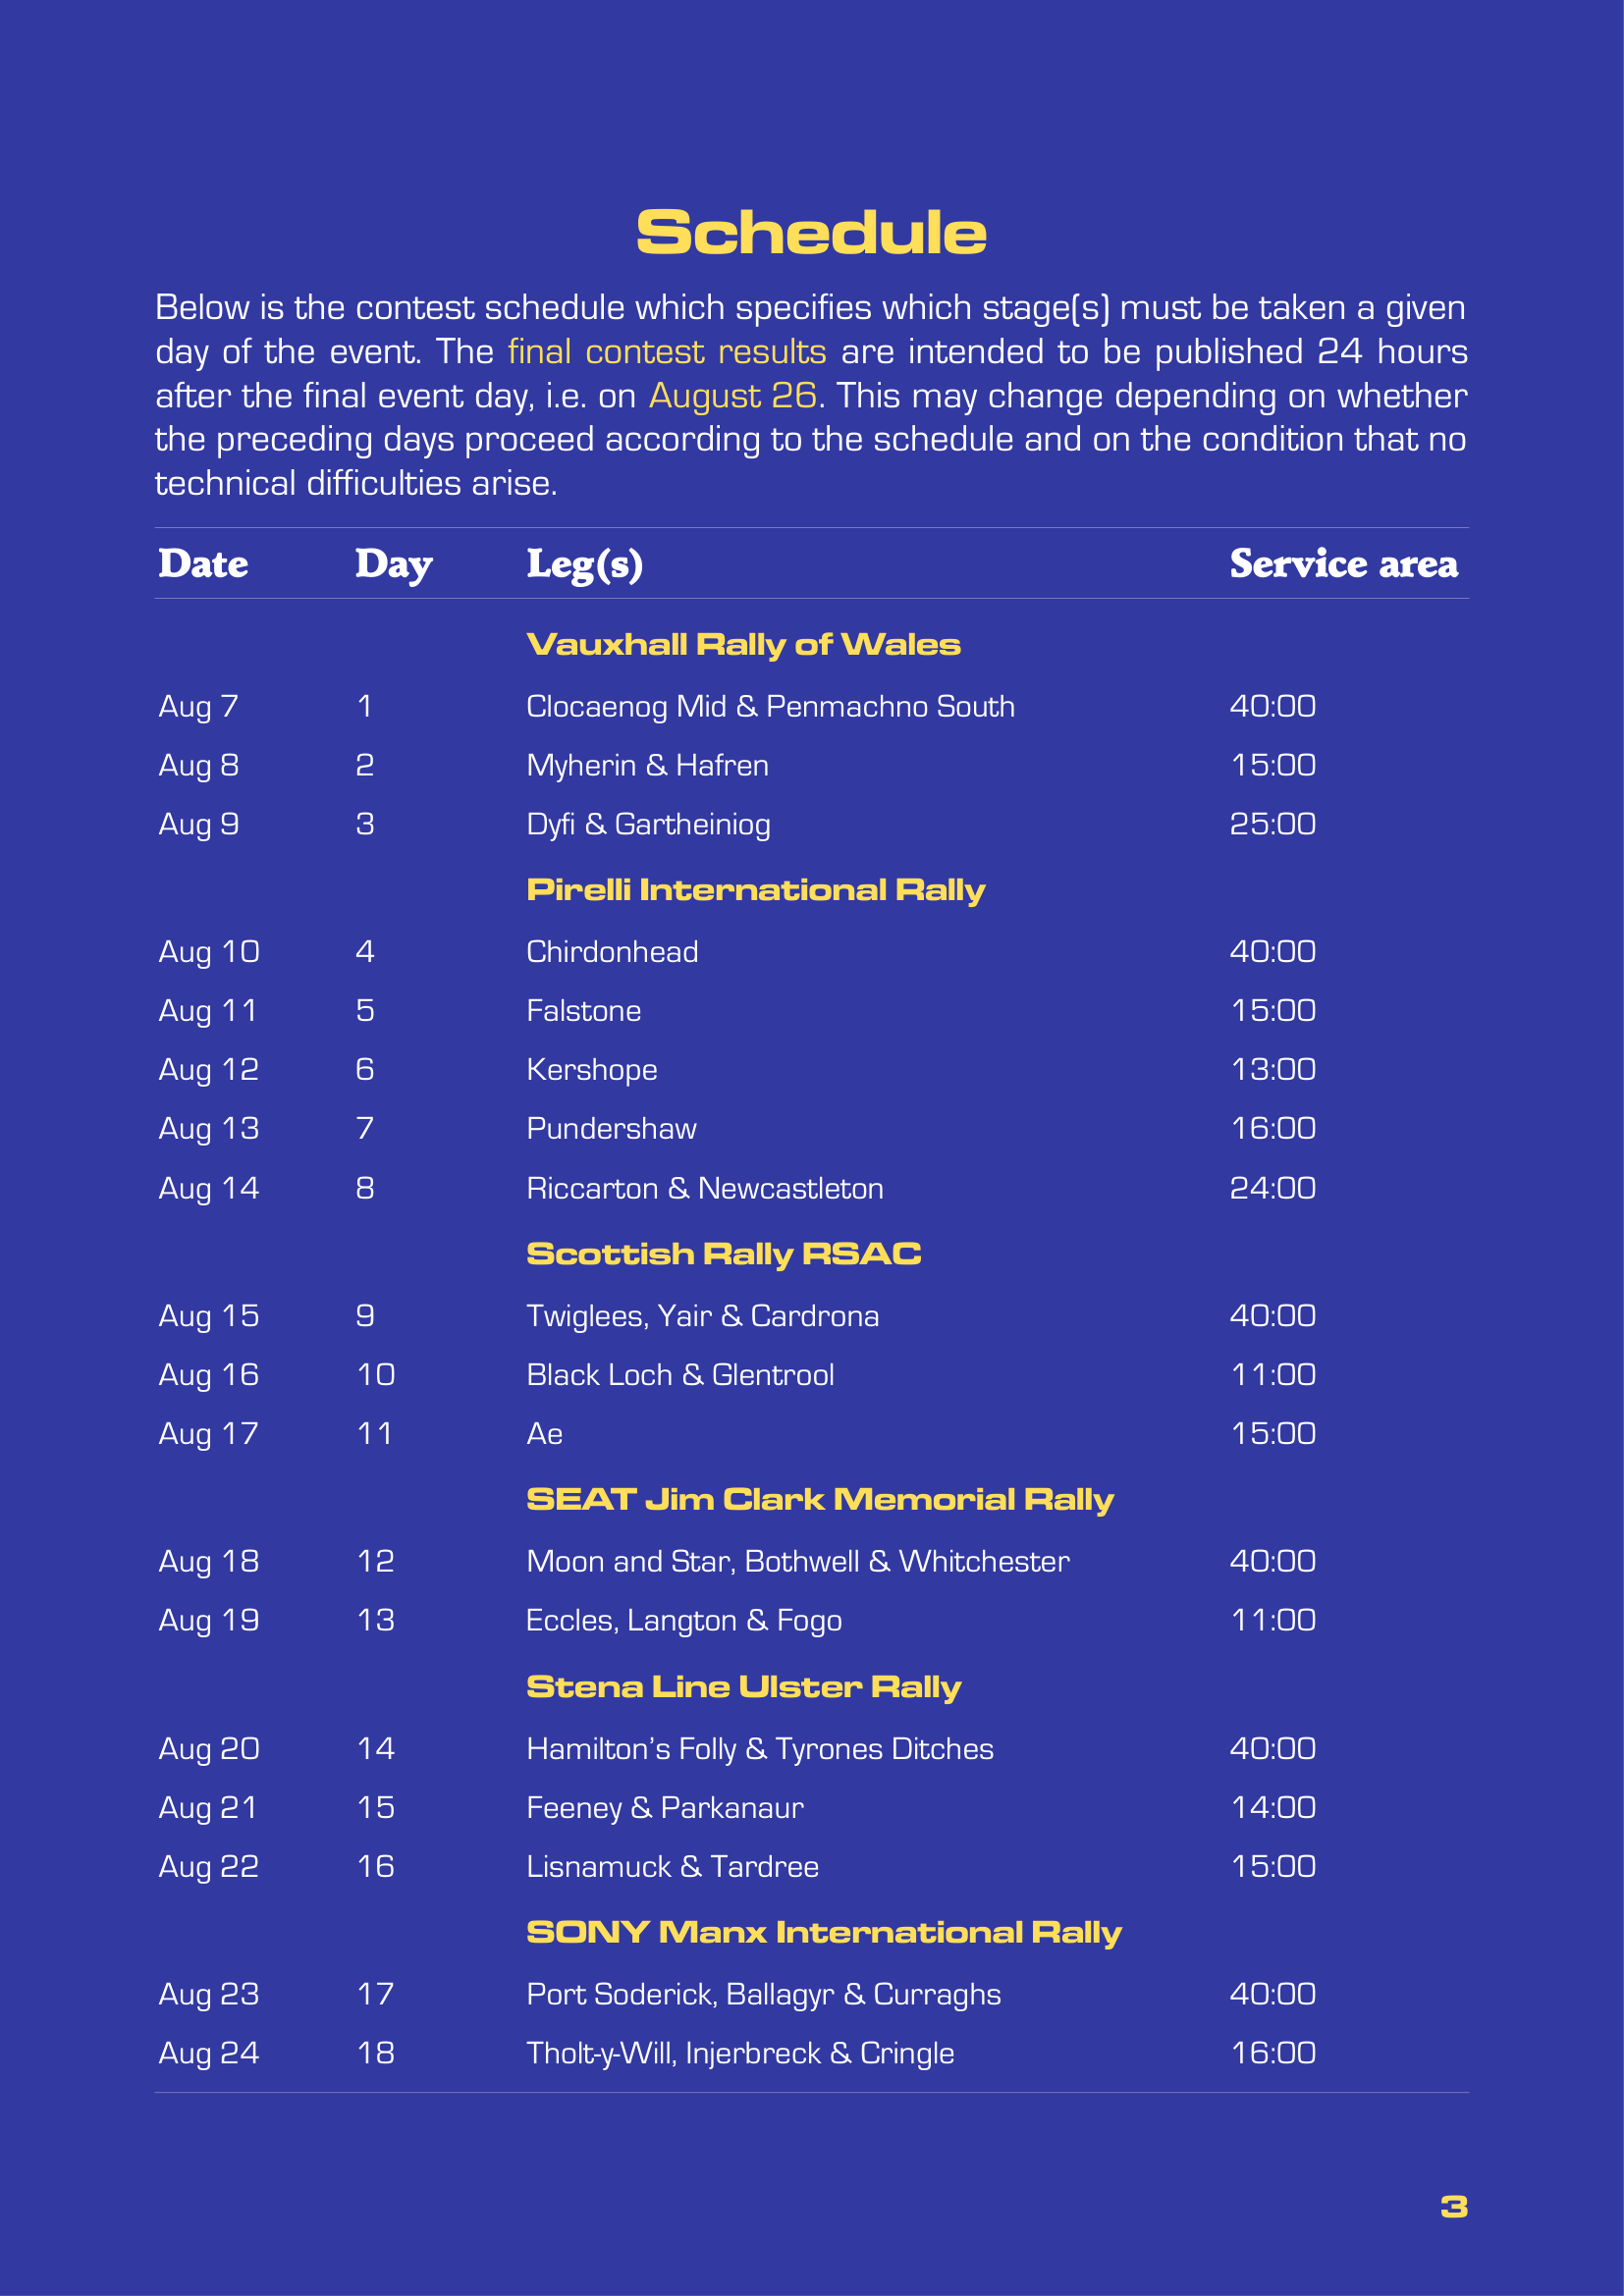 Schedule
Below is the contest schedule which specifies which stage(s) must be taken a given
day of the event. The final contest results are intended to be published 24 hours
after the final event day, i.e. on August 26. This may change depending on whether
the preceding days proceed according to the schedule and on the condition that no
technical difficulties arise.
Date Day Leg(s) Service area
Vauxhall Rally of Wales
Aug 7 1 Clocaenog Mid & Penmachno South 40:00
Aug 8 2 Myherin & Hafren 15:00
Aug 9 3 Dyfi & Gartheiniog 25:00
Pirelli International Rally
Aug 10 4 Chirdonhead 40:00
Aug 11 5 Falstone 15:00
Aug 12 6 Kershope 13:00
Aug 13 7 Pundershaw 16:00
Aug 14 8 Riccarton & Newcastleton 24:00
Scottish Rally RSAC
Aug 15 9 Twiglees, Yair & Cardrona 40:00
Aug 16 10 Black Loch & Glentrool 11:00
Aug 17 11 Ae 15:00
SEAT Jim Clark Memorial Rally
Aug 18 12 Moon and Star, Bothwell & Whitchester 40:00
Aug 19 13 Eccles, Langton & Fogo 11:00
Stena Line Ulster Rally
Aug 20 14 Hamilton's Folly & Tyrones Ditches 40:00
Aug 21 15 Feeney & Parkanaur 14:00
Aug 22 16 Lisnamuck & Tardree 15:00
SONY Manx International Rally
Aug 23 17 Port Soderick, Ballagyr & Curraghs 40:00
Aug 24 18 Tholt-y-Will, Injerbreck & Cringle 16:00
3